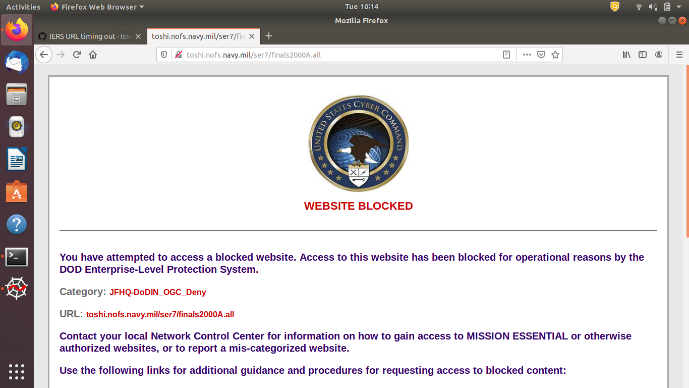 Activities
Firefox Web Browser
Tue 10:14
Mozilla Firefox
IERS URL timing out - Iss
toshi.nofs.navy.mil/ser7/fin
toshi.nofs.navy.mil/ser7/finals2000A.all
UNITED STATES CYBER COMMAND
WEBSITE BLOCKED
You have attempted to access a blocked website. Access to this website has been blocked for operational reasons by the
DOD Enterprise-Level Protection System.
Category: JFHQ-DoDIN_OGC_Deny
URL: toshi.nofs.navy.mil/ser7/finals2000A.all
Contact your local Network Control Center for information on how to gain access to MISSION ESSENTIAL or otherwise
authorized websites, or to report a mis-categorized website.
Use the following links for additional guidance and procedures for requesting access to blocked content: